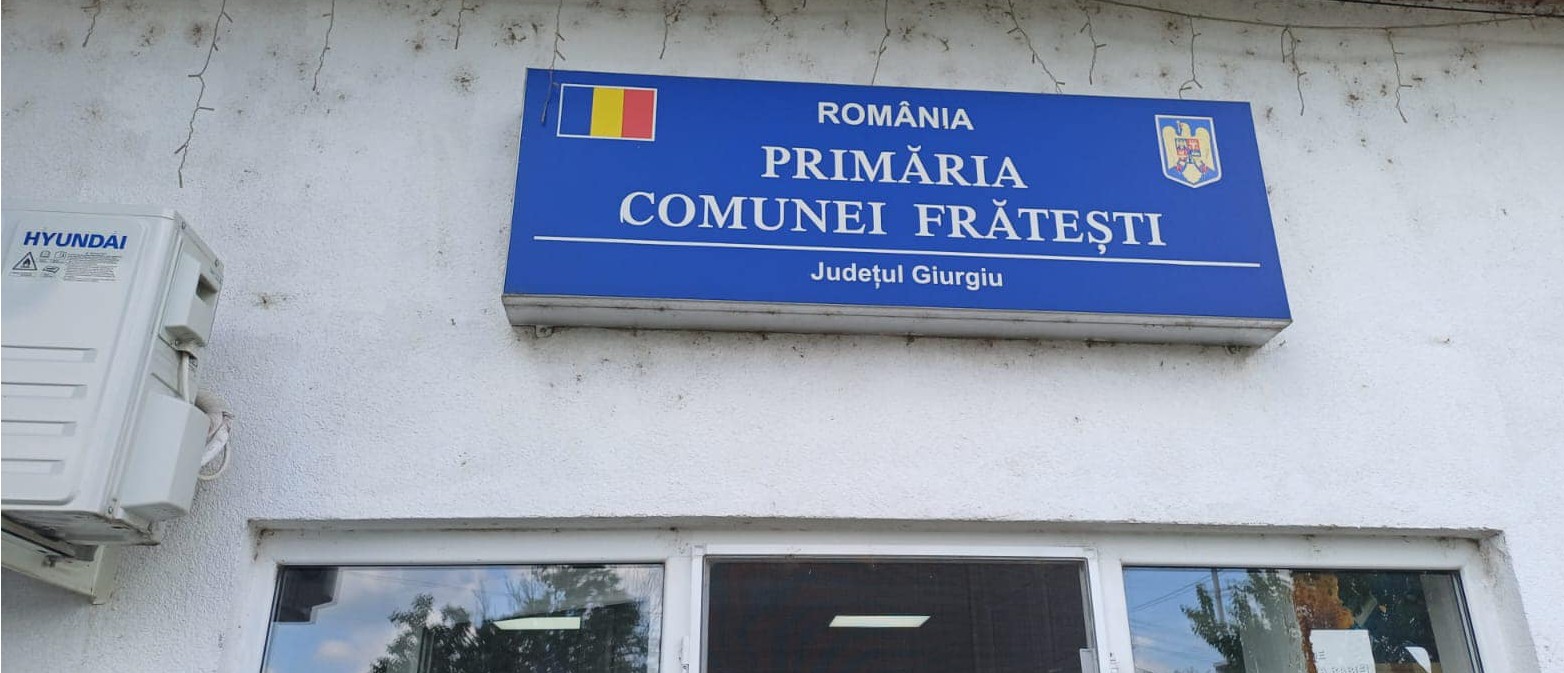 HYUNDAI
ROMÂNIA
PRIMĂRIA
COMUNEI FRĂTEȘTI
Județul Giurgiu